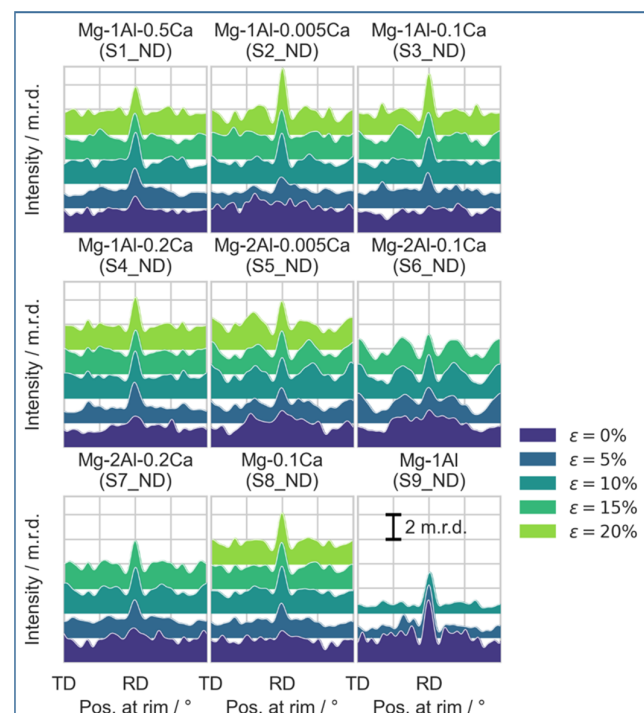 Mg-1Al-0.5Ca Mg-1Al-0.005Ca Mg-1Al-0.1Ca
(S1_ND) (S2_ND) (S3_ND)
Intensity / m.r.d.
Mg-1Al-0.2Ca Mg-2Al-0.005Ca Mg-2Al-0.1Ca
(S4_ND) (S5_ND) (S6_ND)
Intensity / m.r.d.
Mg-2Al-0.2Ca Mg-0.1Ca Mg-1Al
(S7_ND) (S8_ND) (S9_ND)
Intensity / m.r.d.
2 m.r.d.
ε = 0%
ε = 5%
ε = 10%
ε = 15%
ε = 20%
TD RD TD RD TD RD
Pos. at rim / ° Pos. at rim / ° Pos. at rim / °